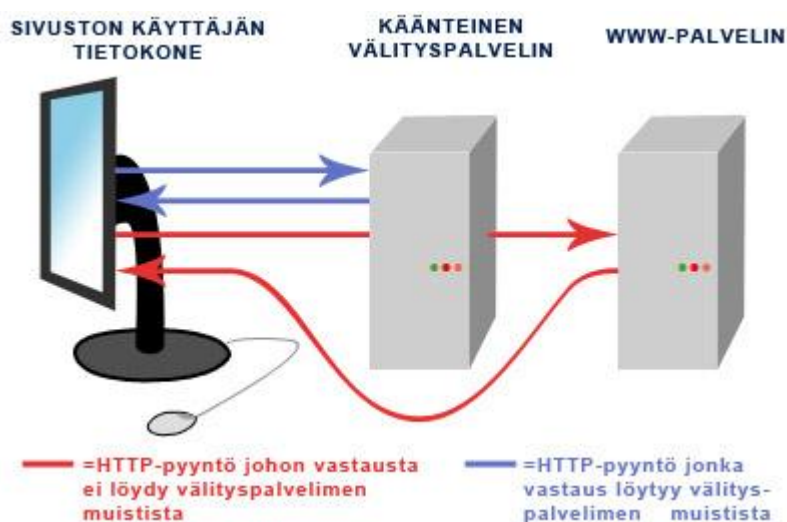 SIVUSTON KÄYTTÄJÄN
TIETOKONE
KÄÄNTEINEN
VÄLITYSPALVELIN
WWW-PALVELIN
=HTTP-pyyntö johon vastausta
ei löydy välityspalvelimen
muistista
=HTTP-pyyntö jonka
vastaus löytyy välitys-
palvelimen muistista